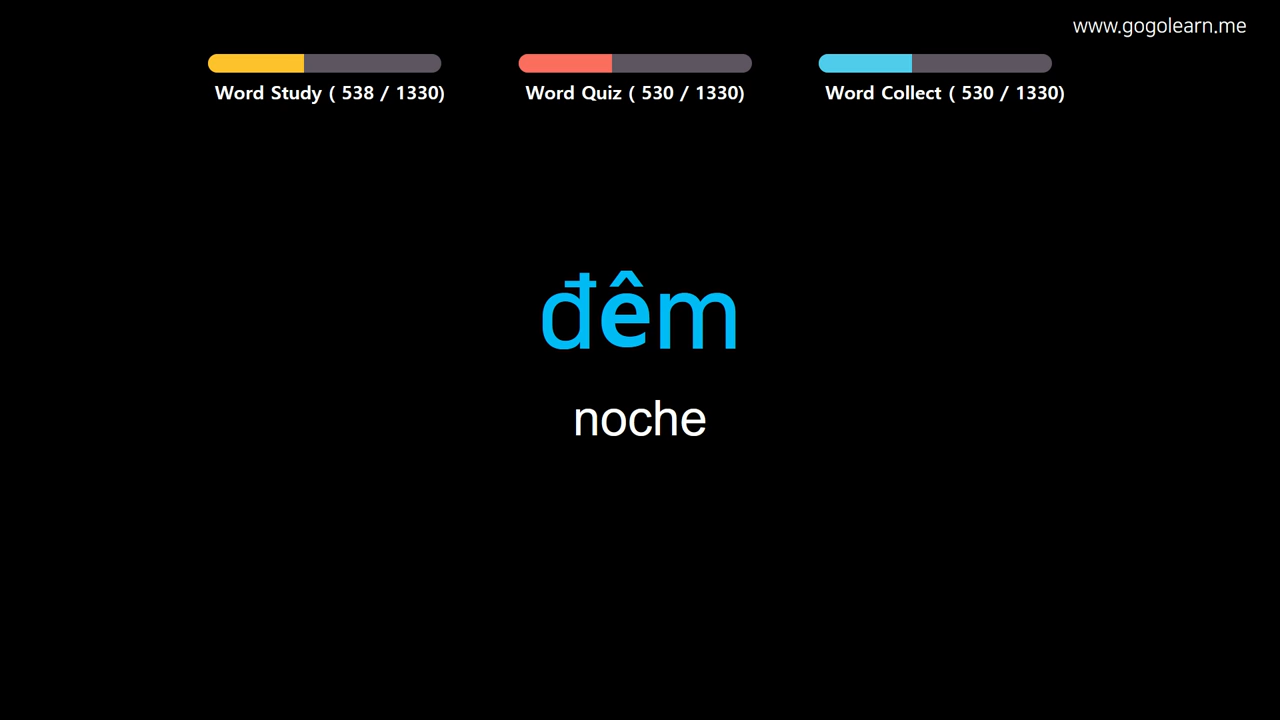 www.gogolearn.me
Word Study ( 538 / 1330)
Word Quiz ( 530 / 1330)
Word Collect ( 530 / 1330)
đêm
noche